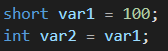 short var1 = 100;
int var2 = var1;